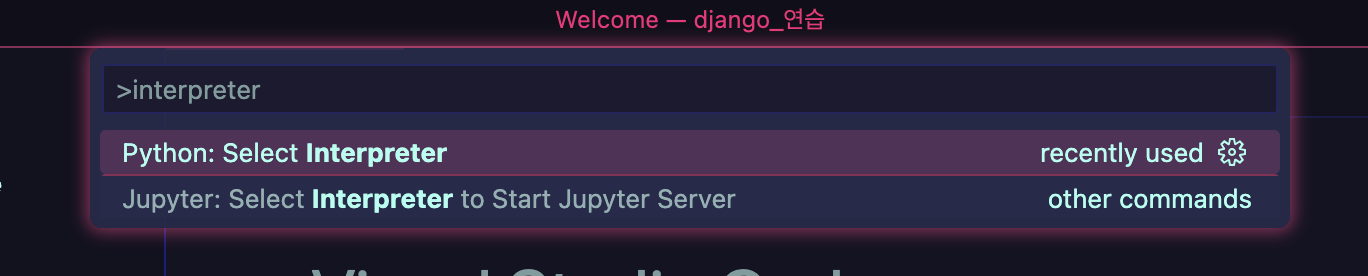 Welcome — django_연습
>interpreter
Python: Select Interpreter recently used
Jupyter: Select Interpreter to Start Jupyter Server other commands